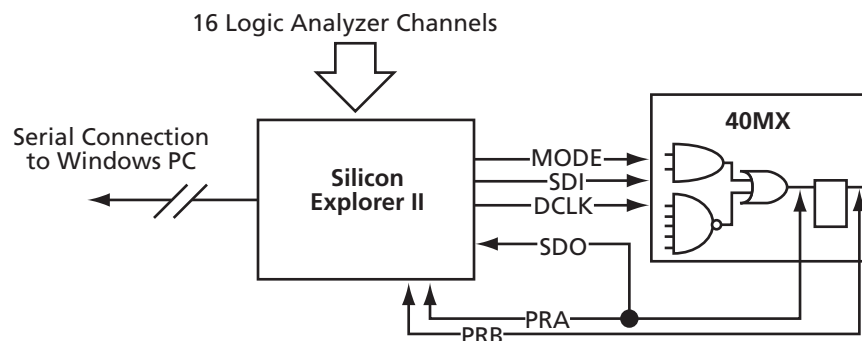 16 Logic Analyzer Channels
Serial Connection
to Windows PC
Silicon
Explorer II
MODE
SDI
DCLK
SDO
PRA
PRB
40MX